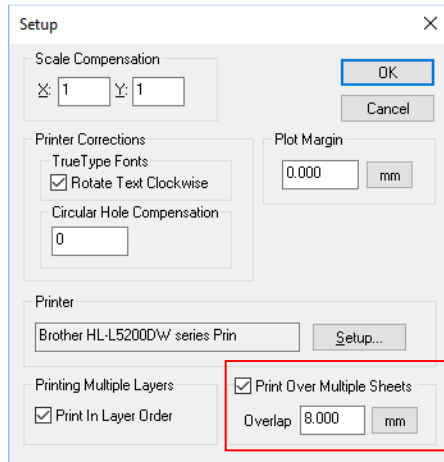 Setup
Scale Compensation
X: 1 Y: 1
OK
Cancel
Printer Corrections
TrueType Fonts
Rotate Text Clockwise
Circular Hole Compensation
0
Plot Margin
0.000 mm
Printer
Brother HL-L5200DW series Prin Setup...
Printing Multiple Layers
Print In Layer Order
Print Over Multiple Sheets
Overlap 8.000 mm